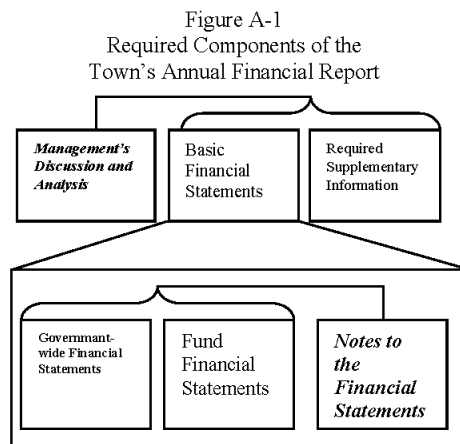 Figure A-1
Required Components of the
Town's Annual Financial Report
Management's
Discussion and
Analysis
Basic
Financial
Statements
Required
Supplementary
Information
Governmant-
wide Financial
Statements
Fund
Financial
Statements
Notes to
the
Financial
Statements